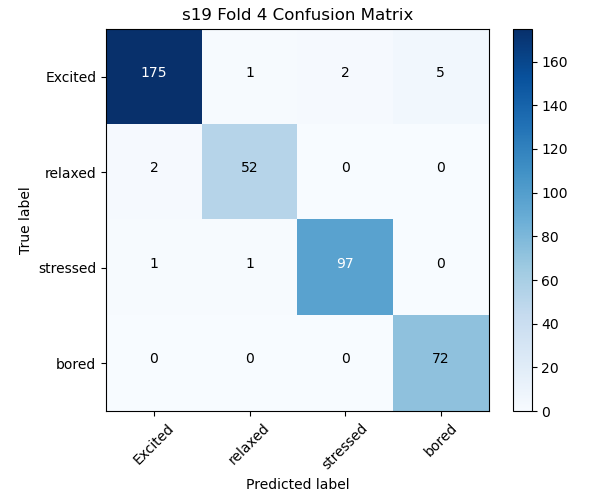 s19 Fold 4 Confusion Matrix
True label
Excited 175 1 2 5
relaxed 2 52 0 0
stressed 1 1 97 0
bored 0 0 0 72
Excited relaxed stressed bored
Predicted label
160
140
120
100
80
60
40
20
0